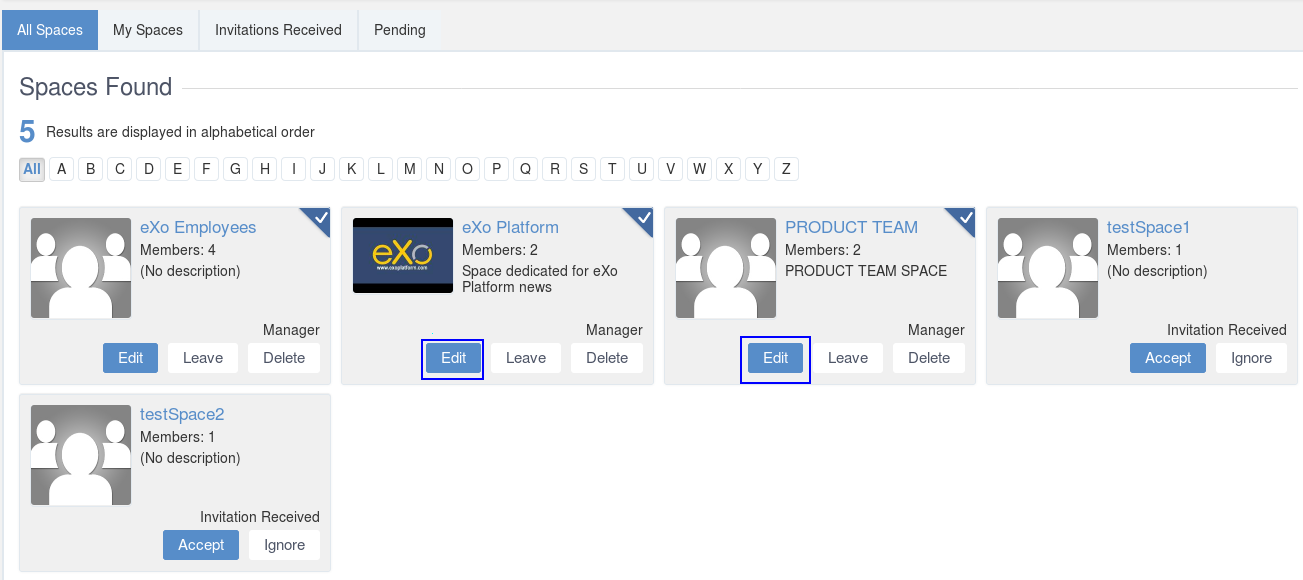 All Spaces My Spaces Invitations Received Pending
Spaces Found
5 Results are displayed in alphabetical order
All A B C D E F G H I J K L M N O P Q R S T U V W X Y Z
eXo Employees
Members: 4
(No description)
Manager
Edit Leave Delete
eXo
www.exoplatform.com
eXo Platform
Members: 2
Space dedicated for eXo
Platform news
Manager
Edit Leave Delete
PRODUCT TEAM
Members: 2
PRODUCT TEAM SPACE
Manager
Edit Leave Delete
testSpace1
Members: 1
(No description)
Invitation Received
Accept Ignore
testSpace2
Members: 1
(No description)
Invitation Received
Accept Ignore